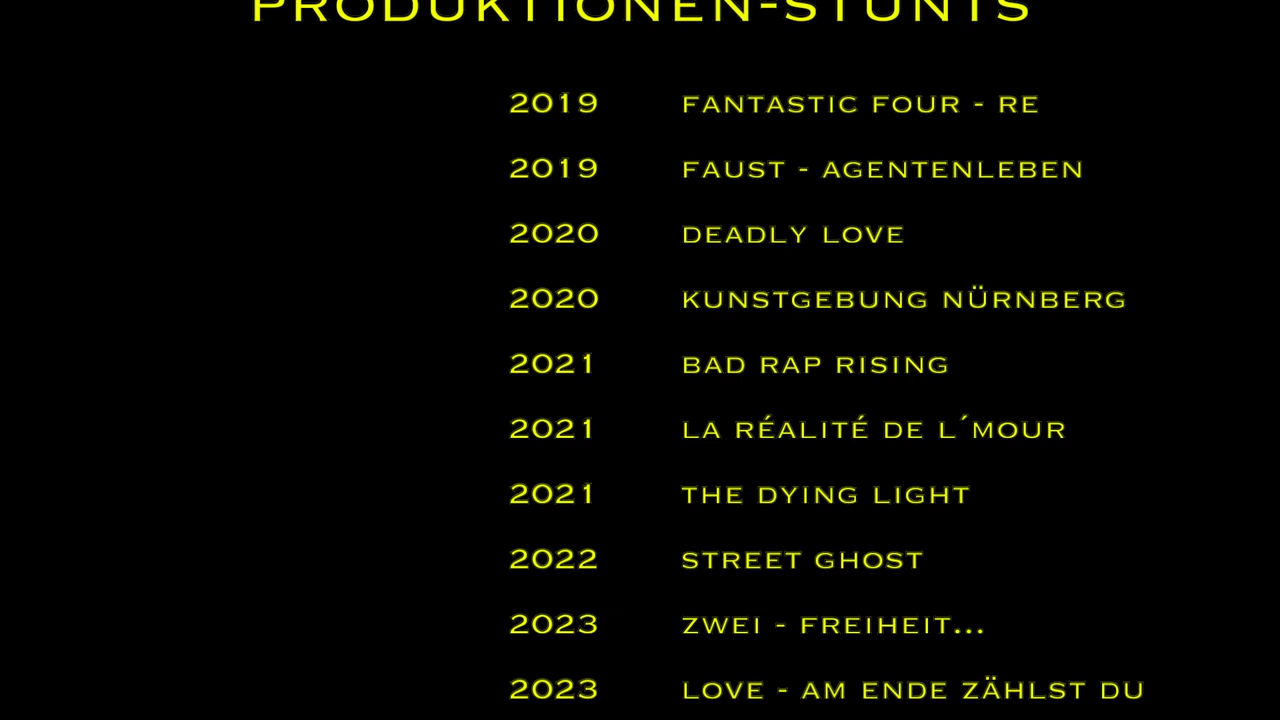 PRODUKTIONEN-STUNTS
2019 FANTASTIC FOUR - RE
2019 FAUST - AGENTENLEBEN
2020 DEADLY LOVE
2020 KUNSTGEBUNG NÜRNBERG
2021 BAD RAP RISING
2021 LA RÉALITÉ DE L´MOUR
2021 THE DYING LIGHT
2022 STREET GHOST
2023 ZWEI - FREIHEIT...
2023 LOVE - AM ENDE ZÄHLST DU